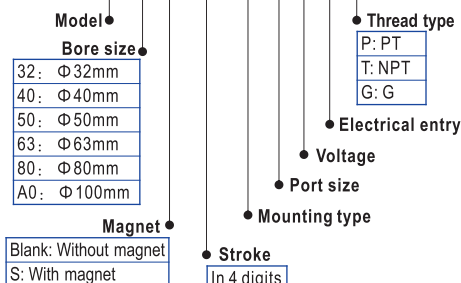 Model
Thread type
P: PT
T: NPT
G: G
Bore size
32: Φ32mm
40: Φ40mm
50: Φ50mm
63: Φ63mm
80: Φ80mm
A0: Φ100mm
Electrical entry
Voltage
Port size
Mounting type
Magnet
Blank: Without magnet
S: With magnet
Stroke
In 4 digits